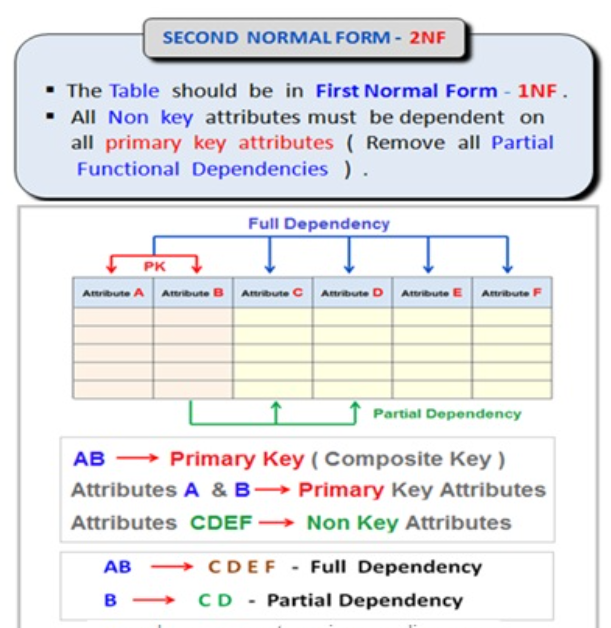 SECOND NORMAL FORM - 2NF
▪ The Table should be in First Normal Form - 1NF .
▪ All Non key attributes must be dependent on
all primary key attributes ( Remove all Partial
Functional Dependencies ) .
Full Dependency
PK
Attribute A Attribute B Attribute C Attribute D Attribute E Attribute F
Partial Dependency
AB → Primary Key ( Composite Key )
Attributes A & B → Primary Key Attributes
Attributes CDEF → Non Key Attributes
AB → C D E F - Full Dependency
B → C D - Partial Dependency